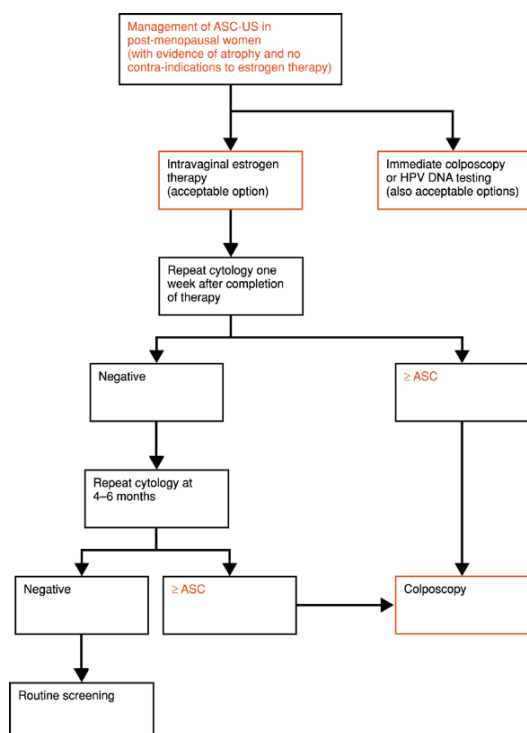 Management of ASC-US in
post-menopausal women
(with evidence of atrophy and no
contra-indications to estrogen therapy)
Intravaginal estrogen
therapy
(acceptable option)
Immediate colposcopy
or HPV DNA testing
(also acceptable options)
Repeat cytology one
week after completion
of therapy
Negative
≥ ASC
Repeat cytology at
4–6 months
Negative
≥ ASC
Colposcopy
Routine screening